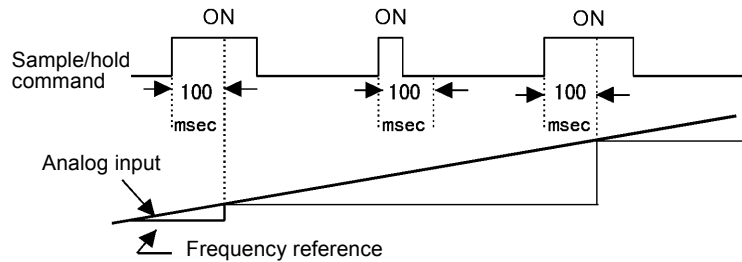 ON ON ON
Sample/hold
command
100 100 100
msec msec msec
Analog input
Frequency reference